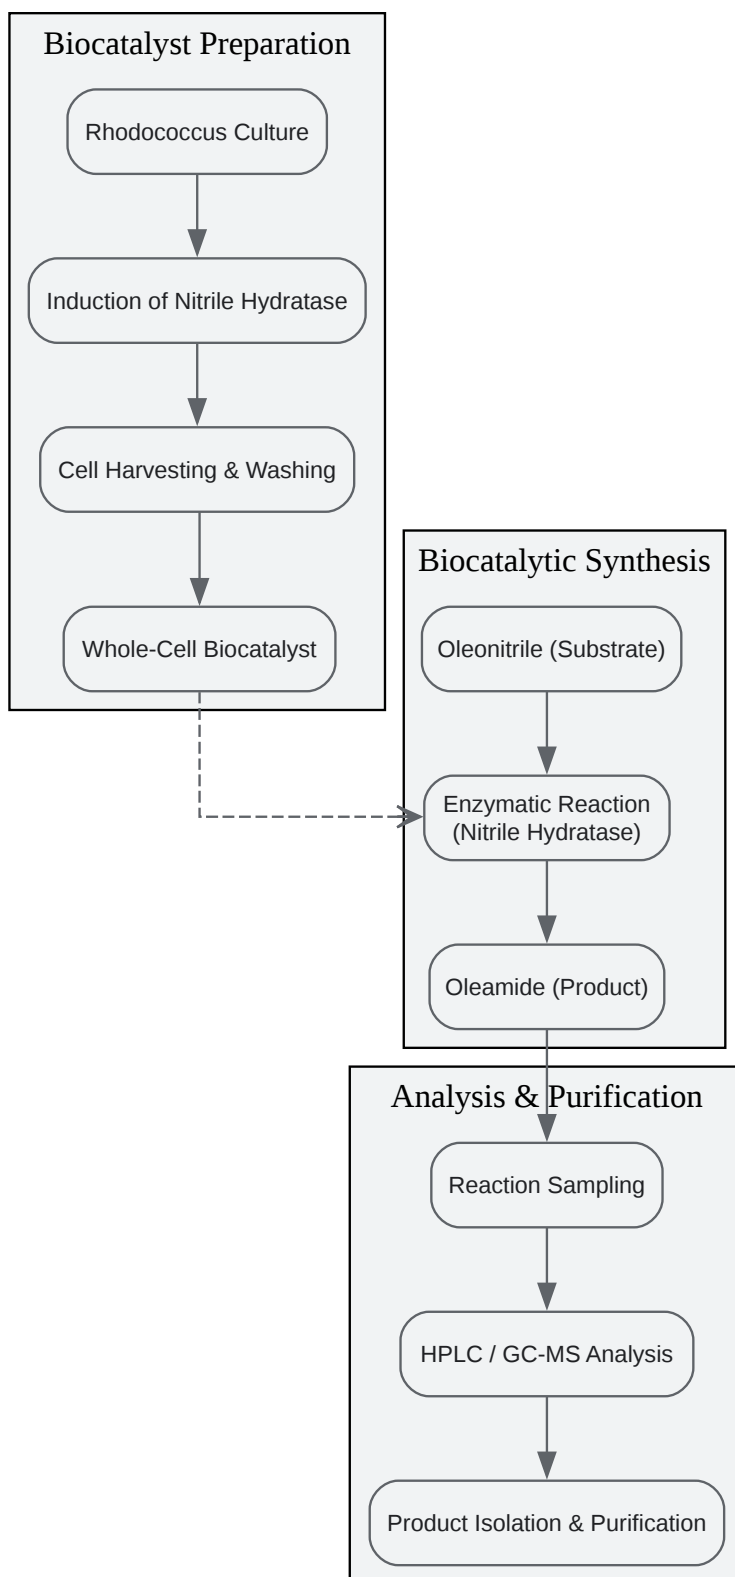 Biocatalyst Preparation
Rhodococcus Culture
Induction of Nitrile Hydratase
Cell Harvesting & Washing
Whole-Cell Biocatalyst
Biocatalytic Synthesis
Oleonitrile (Substrate)
Enzymatic Reaction
(Nitrile Hydratase)
Oleamide (Product)
Analysis & Purification
Reaction Sampling
HPLC / GC-MS Analysis
Product Isolation & Purification